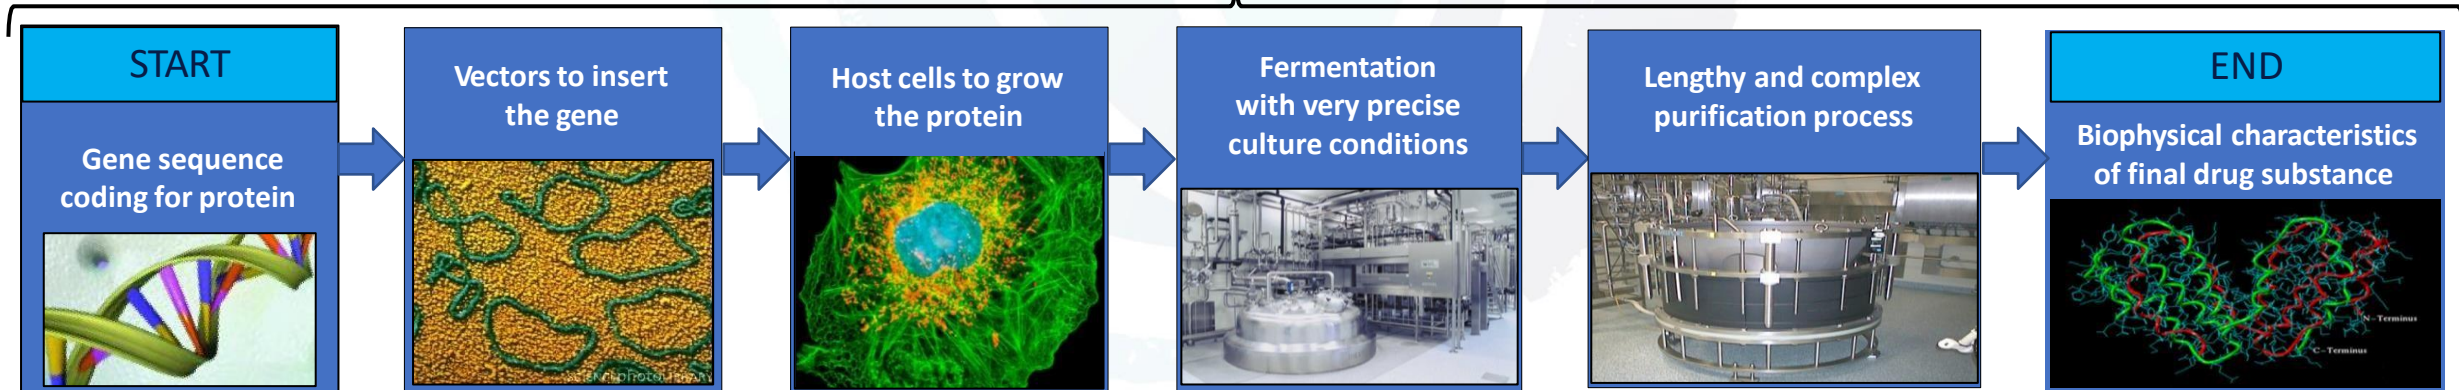 START
Gene sequence
coding for protein
Vectors to insert
the gene
SCIENCEPHOTOLIBRARY
Host cells to grow
the protein
Fermentation
with very precise
culture conditions
Lengthy and complex
purification process
END
Biophysical characteristics
of final drug substance
N-Terminus
C-Terminus